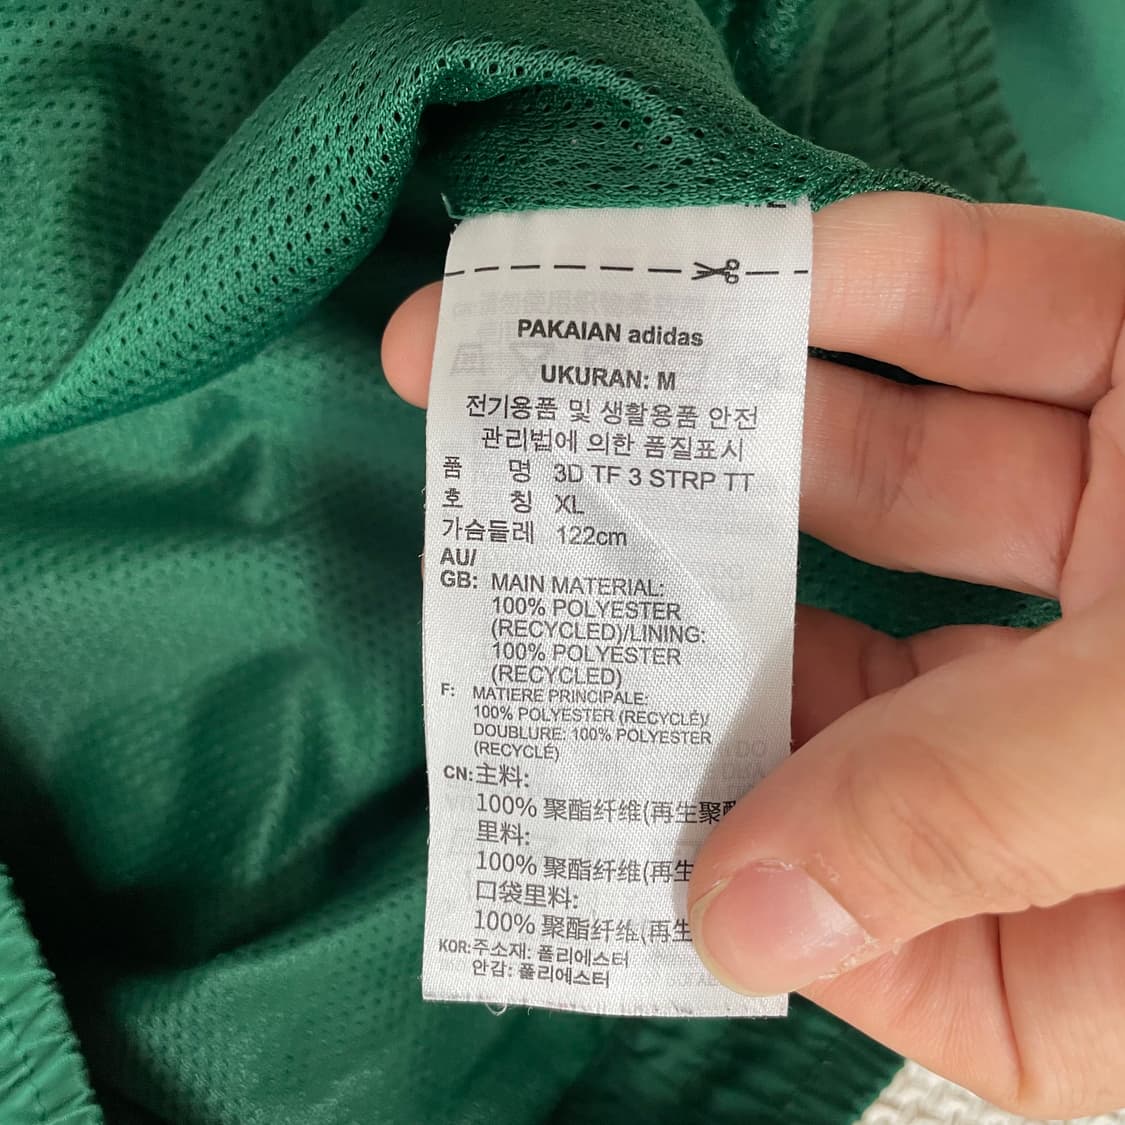 PAKAIAN adidas
UKURAN: M
전기용품 및 생활용품 안전
관리법에 의한 품질표시
품 명 3D TF 3 STRP TT
호 칭 XL
가슴둘레 122cm
AU/
GB: MAIN MATERIAL:
100% POLYESTER
(RECYCLED)/LINING:
100% POLYESTER
(RECYCLED)
F: MATIERE PRINCIPALE:
100% POLYESTER (RECYCLÉ)/
DOUBLURE: 100% POLYESTER
(RECYCLÉ)
CN: 主料:
100% 聚酯纤维(再生聚
里料:
100% 聚酯纤维(再生
口袋里料:
100% 聚酯纤维(再生
KOR: 주소재: 폴리에스터
안감: 폴리에스터